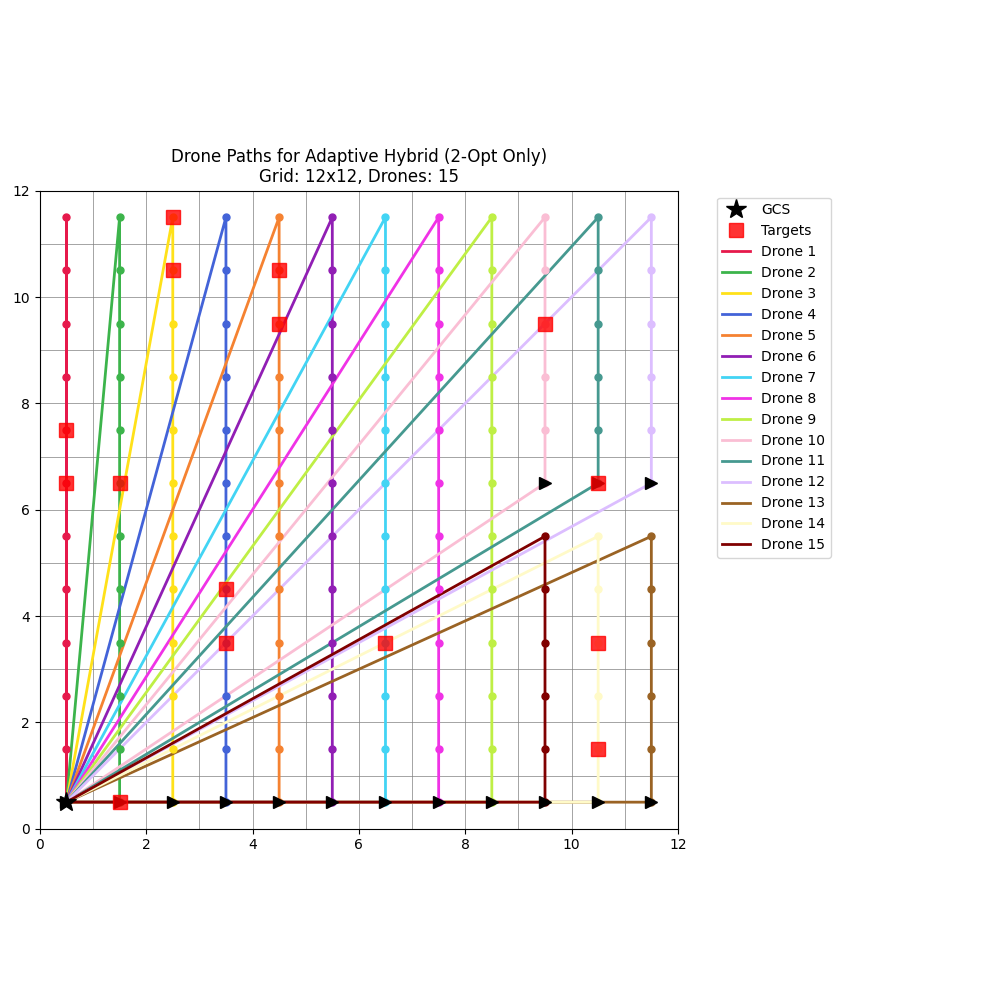 Drone Paths for Adaptive Hybrid (2-Opt Only)
Grid: 12x12, Drones: 15
12
10
8
6
4
2
0
0 2 4 6 8 10 12
GCS
Targets
Drone 1
Drone 2
Drone 3
Drone 4
Drone 5
Drone 6
Drone 7
Drone 8
Drone 9
Drone 10
Drone 11
Drone 12
Drone 13
Drone 14
Drone 15